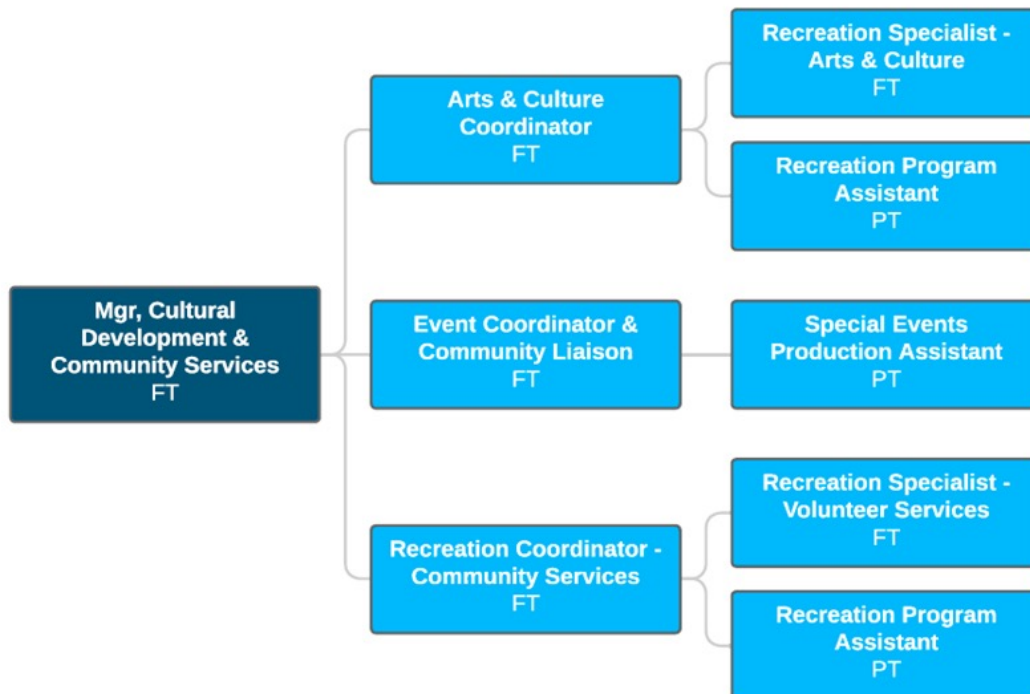 Mgr, Cultural
Development &
Community Services
FT
Arts & Culture
Coordinator
FT
Recreation Specialist -
Arts & Culture
FT
Recreation Program
Assistant
PT
Event Coordinator &
Community Liaison
FT
Special Events
Production Assistant
PT
Recreation Coordinator -
Community Services
FT
Recreation Specialist -
Volunteer Services
FT
Recreation Program
Assistant
PT